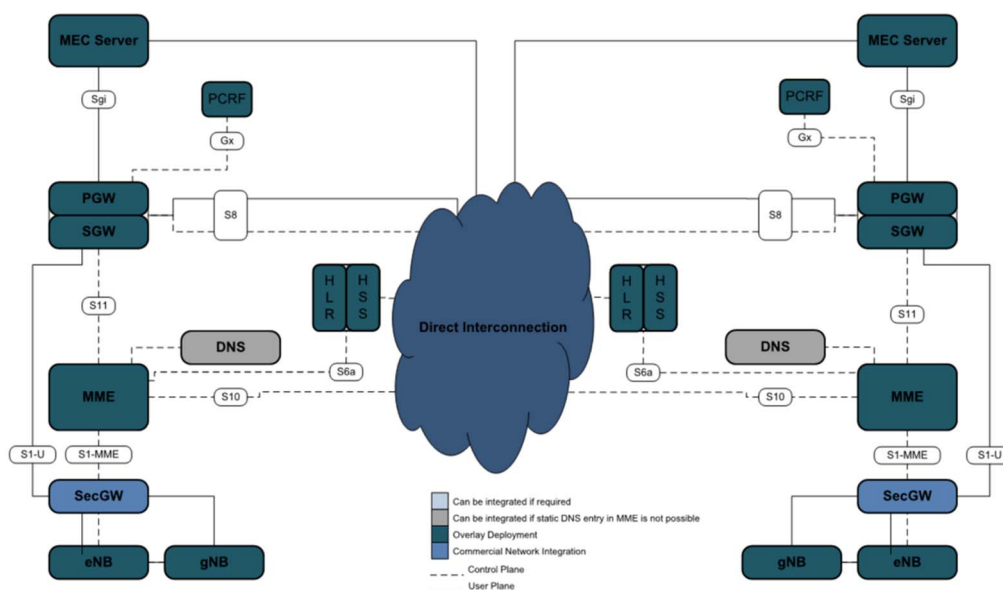 MEC Server
MEC Server
Sgi
PCRF
PCRF
Sgi
Gx
Gx
PGW
PGW
S8
S8
SGW
SGW
H
L
R
H
S
S
H
L
R
H
S
S
S11
S11
Direct Interconnection
DNS
DNS
S6a
S6a
MME
MME
S10
S10
S1-U
S1-MME
S1-MME
S1-U
SecGW
SecGW
Can be integrated if required
Can be integrated if static DNS entry in MME is not possible
Overlay Deployment
Commercial Network Integration
eNB
gNB
gNB
eNB
Control Plane
User Plane